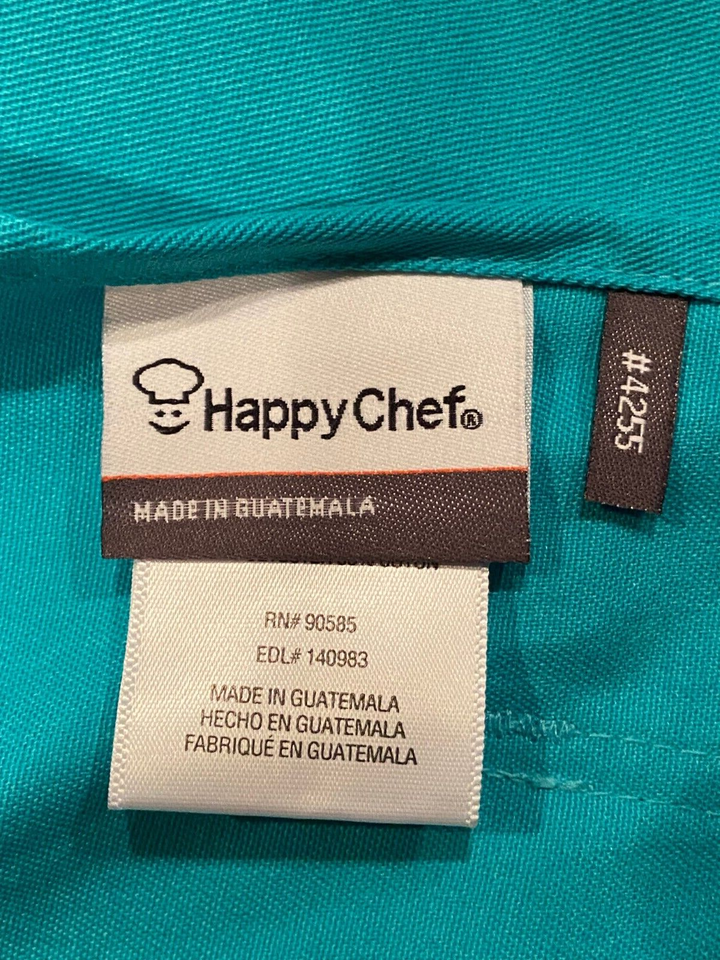 HappyChef®
MADE IN GUATEMALA
#4255
RN# 90585
EDL# 140983
MADE IN GUATEMALA
HECHO EN GUATEMALA
FABRIQUÉ EN GUATEMALA